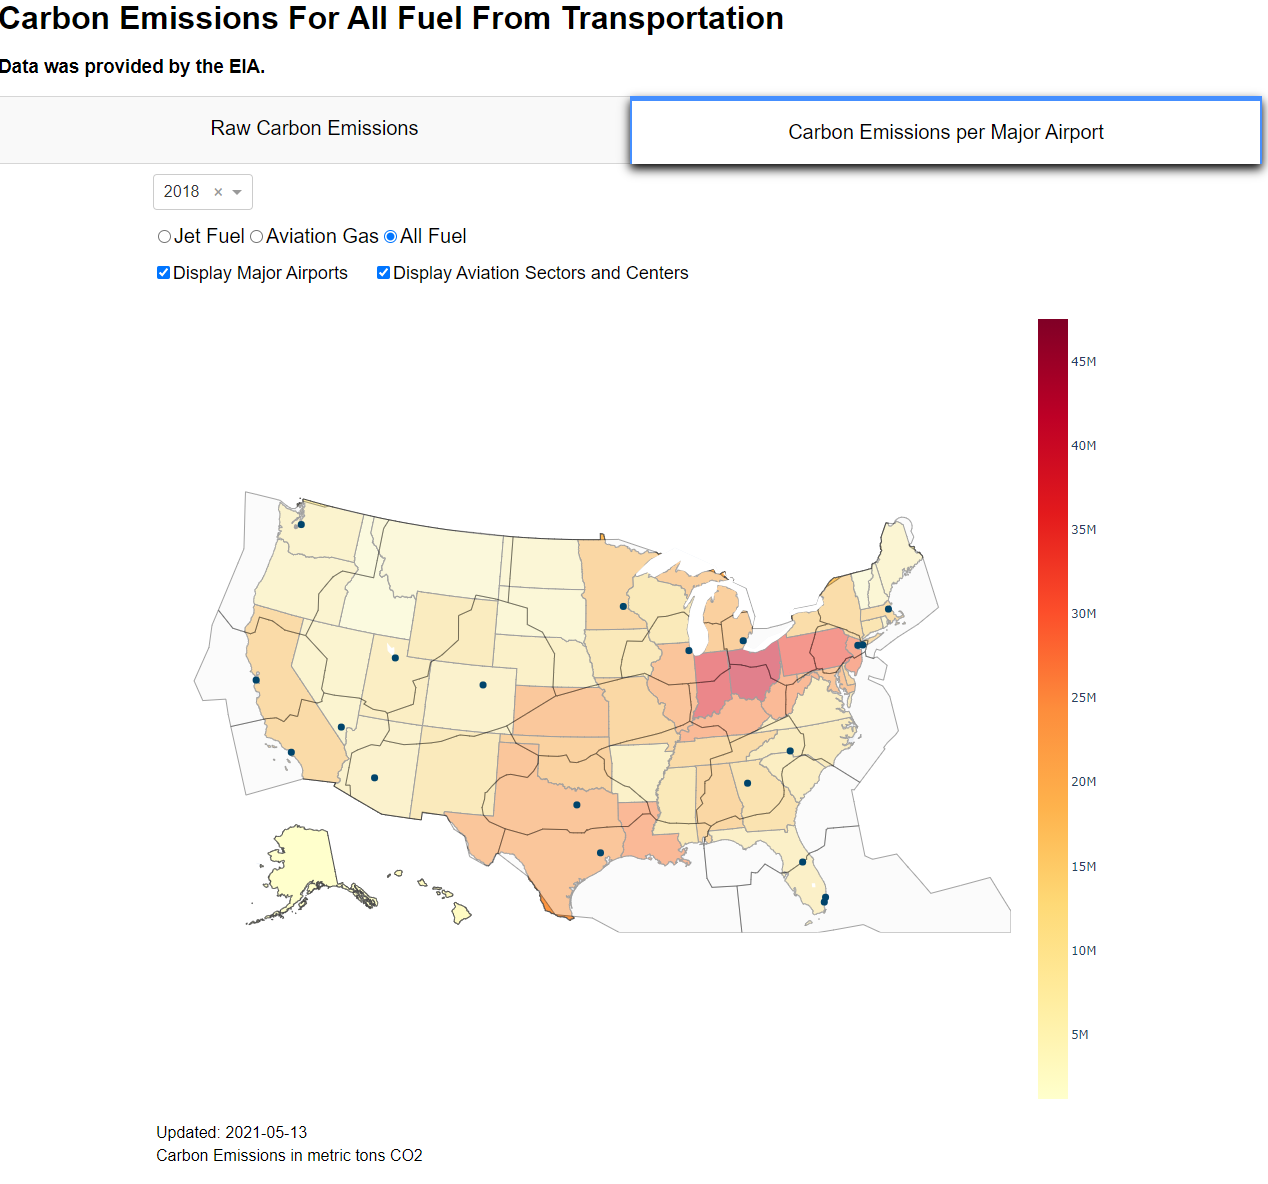 Carbon Emissions For All Fuel From Transportation
Data was provided by the EIA.
Raw Carbon Emissions
Carbon Emissions per Major Airport
2018 ×
Jet Fuel Aviation Gas All Fuel
Display Major Airports Display Aviation Sectors and Centers
45M
40M
35M
30M
25M
20M
15M
10M
5M
Updated: 2021-05-13
Carbon Emissions in metric tons CO2